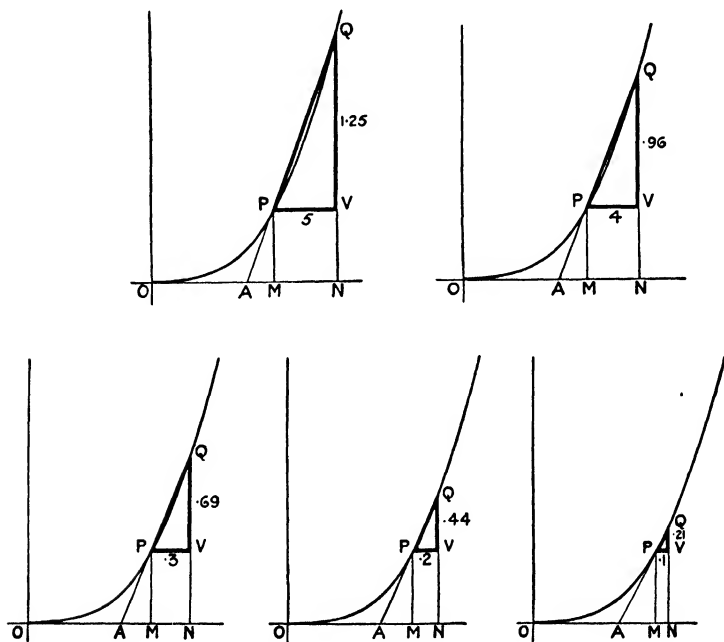 Q
1·25
P V
5
O A M N
Q
·96
P V
4
O A M N
Q
·69
P V
·3
O A M N
Q
·44
P V
·2
O A M N
Q
·21
P V
·1
O A M N